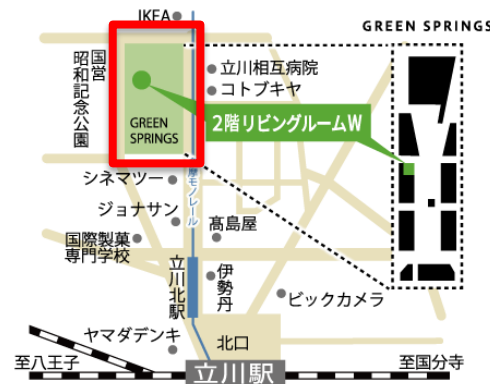 IKEA
GREEN SPRINGS
国営
昭和記念公園
立川相互病院
コトブキヤ
GREEN
SPRINGS
2階リビングルームW
シネマツー
摩モノレール
ジョナサン
髙島屋
国際製菓
専門学校
立川北駅
伊勢丹
ビックカメラ
ヤマダデンキ
北口
至八王子
立川駅
至国分寺